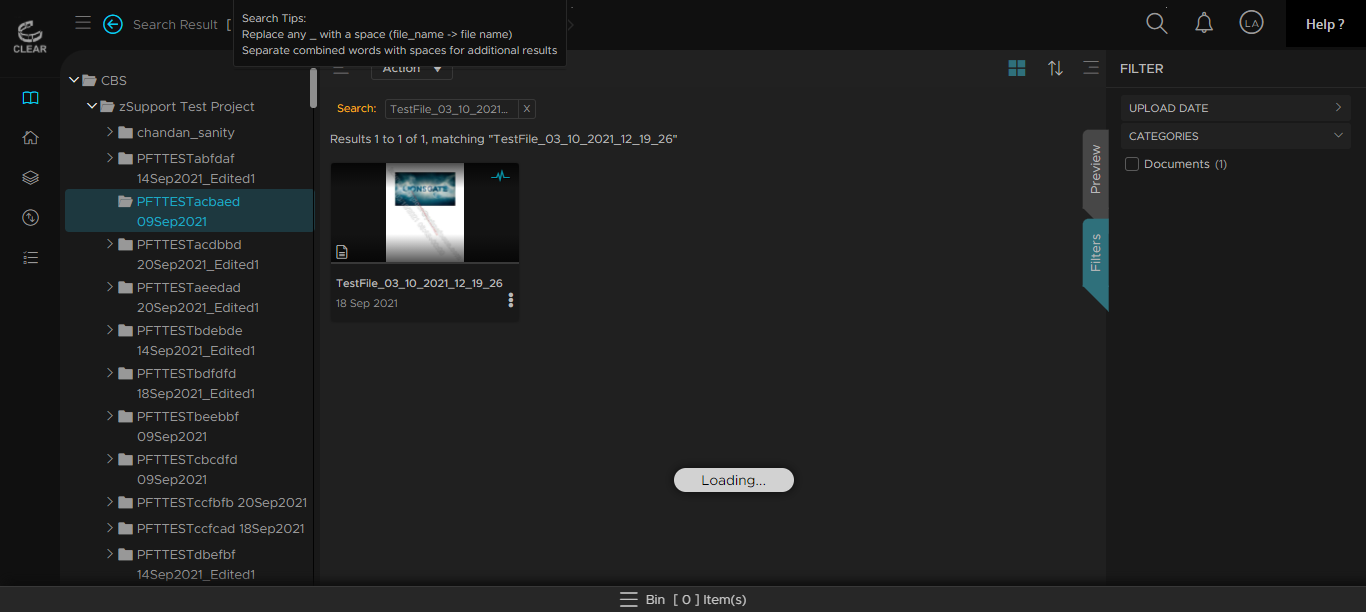 CLEAR
Search Result [
Search Tips:
Replace any _ with a space (file_name -> file name)
Separate combined words with spaces for additional results
LA
Help ?
CBS
zSupport Test Project
chandan_sanity
PFTTESTabfdaf
14Sep2021_Edited1
PFTTESTacbaed
09Sep2021
PFTTESTacdbbd
20Sep2021_Edited1
PFTTESTaeedad
20Sep2021_Edited1
PFTTESTbdebde
14Sep2021_Edited1
PFTTESTbdfdfd
18Sep2021_Edited1
PFTTESTbeebbf
09Sep2021
PFTTESTcbcdfd
09Sep2021
PFTTESTccfbfb 20Sep2021
PFTTESTccfcad 18Sep2021
PFTTESTdbefbf
14Sep2021_Edited1
Action
Search: TestFile_03_10_2021... X
Results 1 to 1 of 1, matching "TestFile_03_10_2021_12_19_26"
LIONSGATE
TestFile_03_10_2021_12_19_26
18 Sep 2021
Loading...
Preview
Filters
FILTER
UPLOAD DATE
CATEGORIES
Documents (1)
Bin [ 0 ] Item(s)